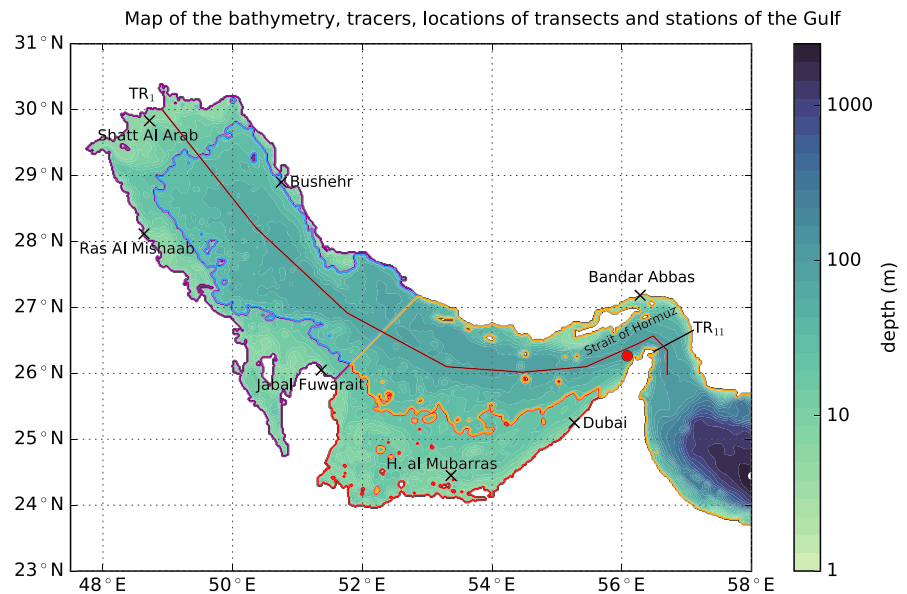 Map of the bathymetry, tracers, locations of transects and stations of the Gulf
31°N
30°N
29°N
28°N
27°N
26°N
25°N
24°N
23°N
48°E
50°E
52°E
54°E
56°E
58°E
TR1
Shatt Al Arab
Bushehr
Ras Al Mishaab
Bandar Abbas
Strait of Hormuz
TR11
Jabal Fuwarait
Dubai
H. al Mubarras
1000
100
10
1
depth (m)